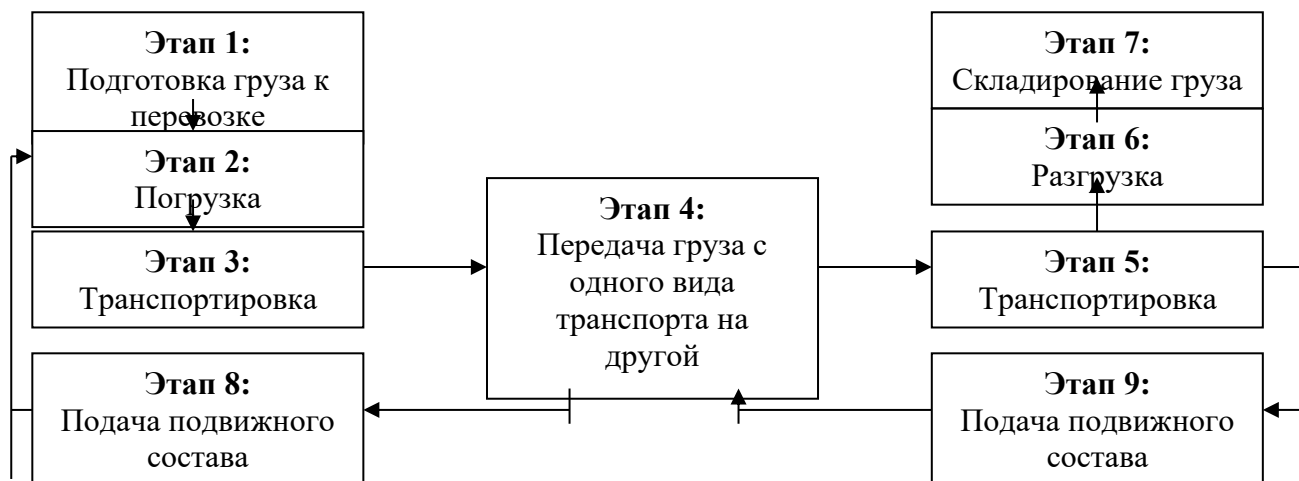 Этап 1:
Подготовка груза к
перевозке
Этап 2:
Погрузка
Этап 3:
Транспортировка
Этап 8:
Подача подвижного
состава
Этап 4:
Передача груза с
одного вида
транспорта на
другой
Этап 7:
Складирование груза
Этап 6:
Разгрузка
Этап 5:
Транспортировка
Этап 9:
Подача подвижного
состава